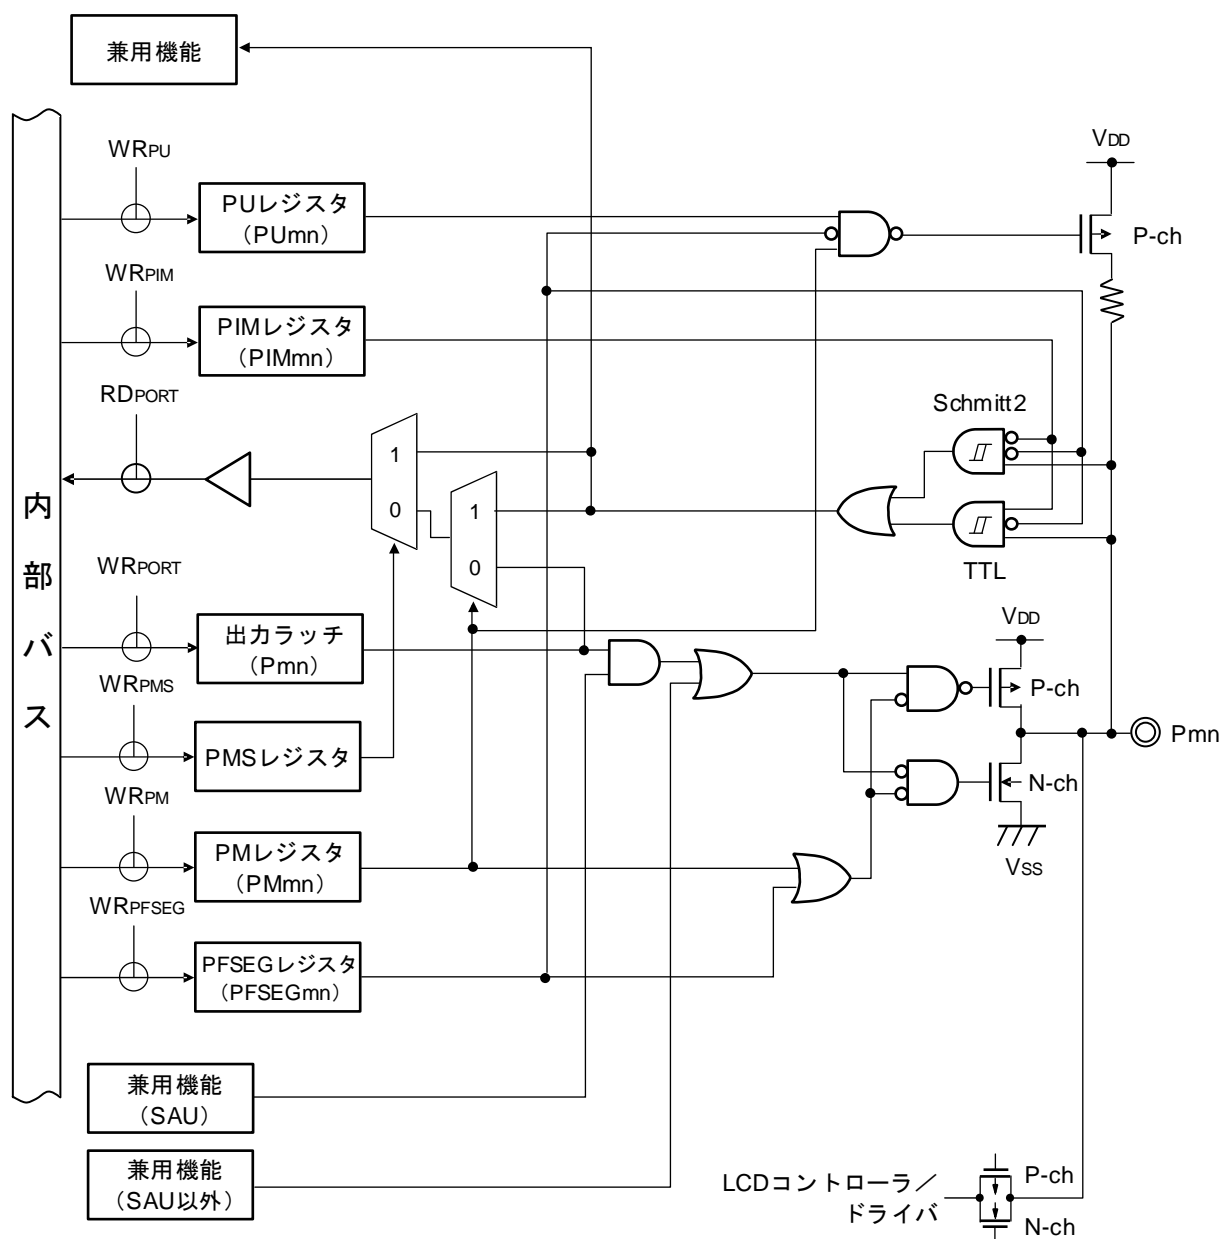 兼用機能
WRPU
PUレジスタ
（PUmn）
VDD
P-ch
WRPIM
PIMレジスタ
（PIMmn）
RDPORT
Schmitt2
1
0
1
0
TTL
内部バス
WRPORT
出力ラッチ
（Pmn）
VDD
P-ch
WRPMS
PMSレジスタ
Pmn
N-ch
WRPM
PMレジスタ
（PMmn）
VSS
WRPFSEG
PFSEGレジスタ
（PFSEGmn）
兼用機能
（SAU）
兼用機能
（SAU以外）
LCDコントローラ／
ドライバ
P-ch
N-ch